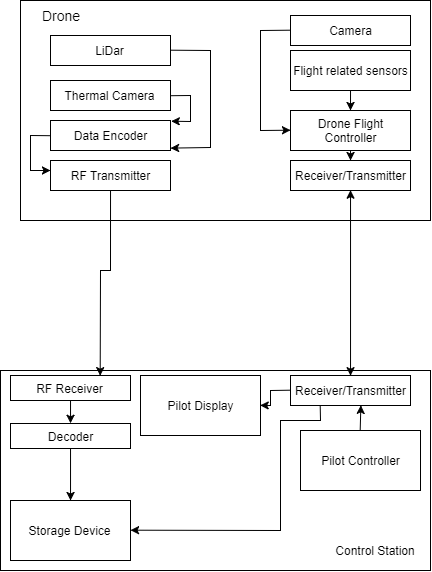 Drone
LiDar
Thermal Camera
Data Encoder
RF Transmitter
Camera
Flight related sensors
Drone Flight
Controller
Receiver/Transmitter
RF Receiver
Decoder
Storage Device
Pilot Display
Receiver/Transmitter
Pilot Controller
Control Station